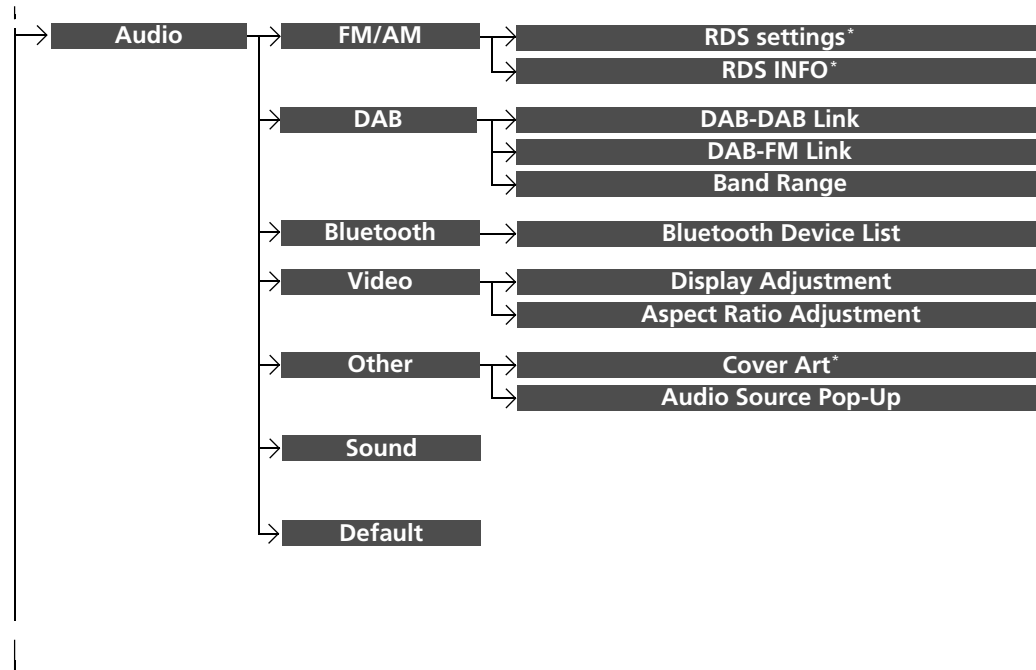 Audio
FM/AM
RDS settings*
RDS INFO*
DAB
DAB-DAB Link
DAB-FM Link
Band Range
Bluetooth
Bluetooth Device List
Video
Display Adjustment
Aspect Ratio Adjustment
Other
Cover Art*
Audio Source Pop-Up
Sound
Default